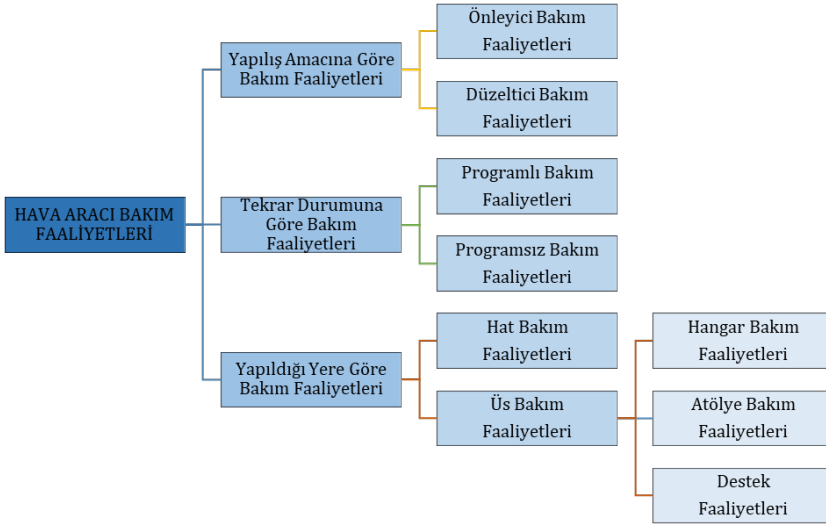 HAVA ARACI BAKIM
FAALİYETLERİ
Yapılış Amacına Göre
Bakım Faaliyetleri
Önleyici Bakım
Faaliyetleri
Düzeltici Bakım
Faaliyetleri
Tekrar Durumuna
Göre Bakım
Faaliyetleri
Programlı Bakım
Faaliyetleri
Programsız Bakım
Faaliyetleri
Yapıldığı Yere Göre
Bakım Faaliyetleri
Hat Bakım
Faaliyetleri
Üs Bakım
Faaliyetleri
Hangar Bakım
Faaliyetleri
Atölye Bakım
Faaliyetleri
Destek
Faaliyetleri